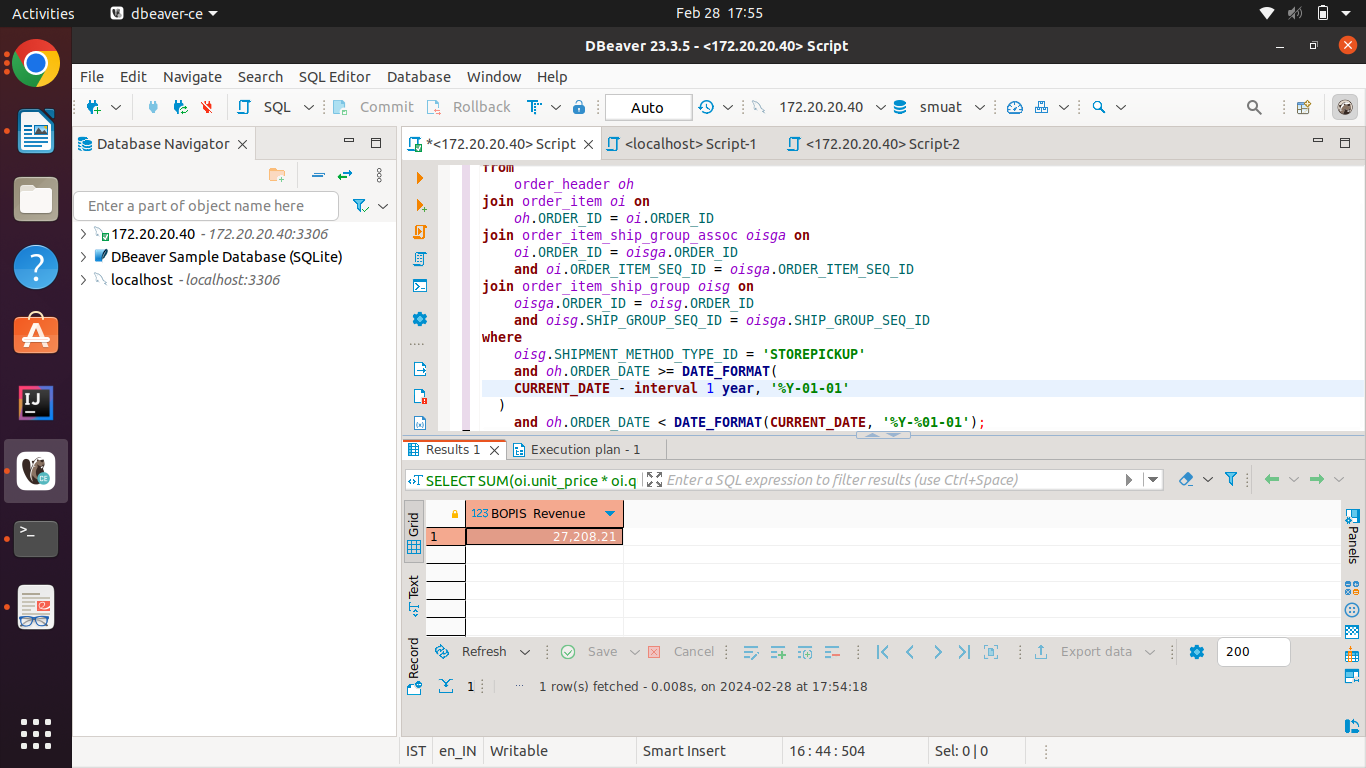 Activities dbeaver-ce Feb 28 17:55
DBeaver 23.3.5 - <172.20.20.40> Script
File Edit Navigate Search SQL Editor Database Window Help
SQL Commit Rollback Auto 172.20.20.40 smuat
Database Navigator
Enter a part of object name here
172.20.20.40 - 172.20.20.40:3306
DBeaver Sample Database (SQLite)
localhost - localhost:3306
*<172.20.20.40> Script <localhost> Script-1 <172.20.20.40> Script-2
from
order_header oh
join order_item oi on
oh.ORDER_ID = oi.ORDER_ID
join order_item_ship_group_assoc oisga on
oi.ORDER_ID = oisga.ORDER_ID
and oi.ORDER_ITEM_SEQ_ID = oisga.ORDER_ITEM_SEQ_ID
join order_item_ship_group oisg on
oisga.ORDER_ID = oisg.ORDER_ID
and oisg.SHIP_GROUP_SEQ_ID = oisga.SHIP_GROUP_SEQ_ID
where
oisg.SHIPMENT_METHOD_TYPE_ID = 'STOREPICKUP'
and oh.ORDER_DATE >= DATE_FORMAT(
CURRENT_DATE - interval 1 year, '%Y-01-01'
)
and oh.ORDER_DATE < DATE_FORMAT(CURRENT_DATE, '%Y-%01-01');
Results 1 Execution plan - 1
SELECT SUM(oi.unit_price * oi.q Enter a SQL expression to filter results (use Ctrl+Space)
Grid
Text
Record
123 BOPIS Revenue
1 27,208.21
Panels
Refresh Save Cancel Export data 200
1 ... 1 row(s) fetched - 0.008s, on 2024-02-28 at 17:54:18
IST en_IN Writable Smart Insert 16 : 44 : 504 Sel: 0 | 0